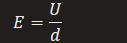 E = U/d